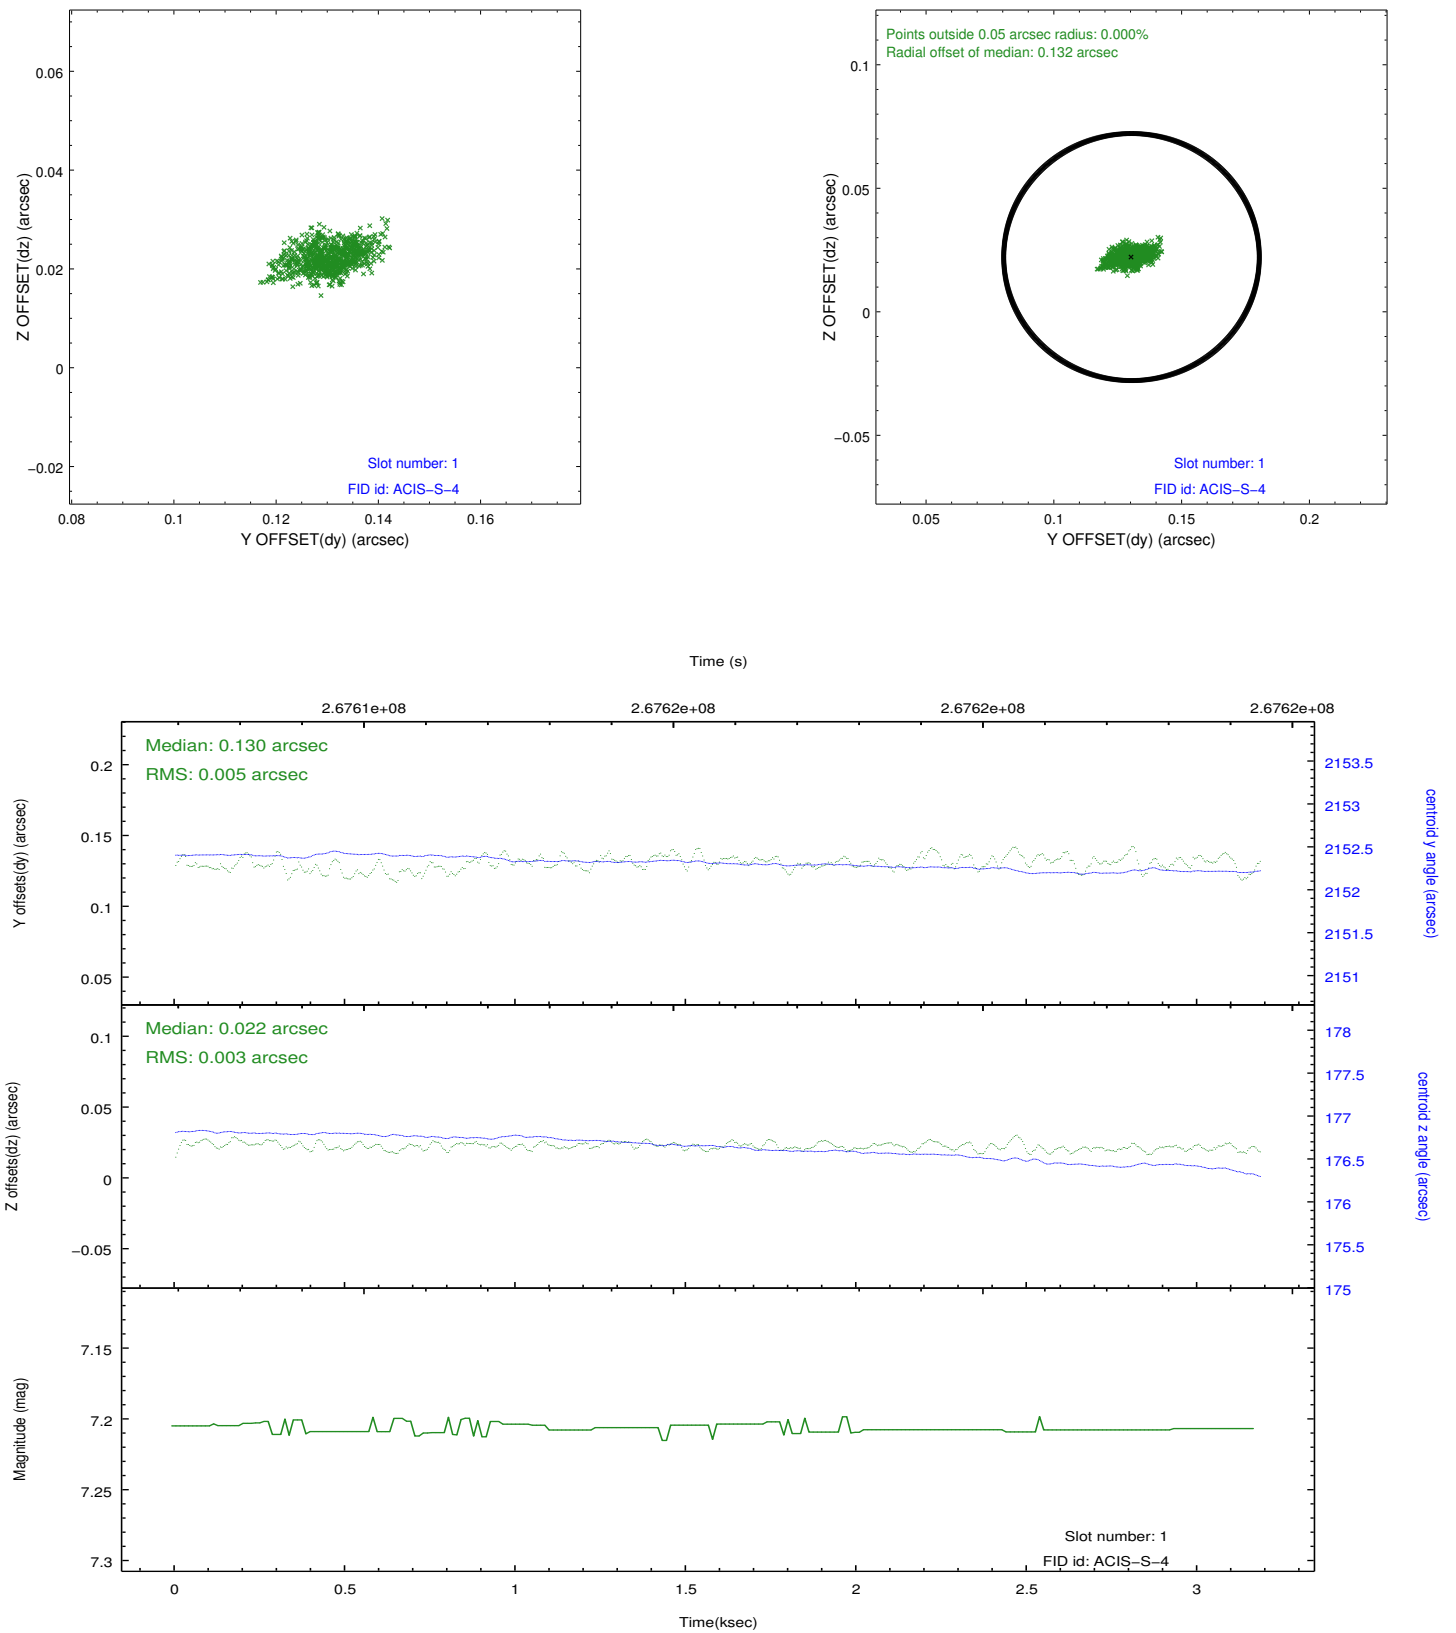 0.06
0.04
0.02
0
−0.02
Z OFFSET(dz) (arcsec)
0.08
0.1
0.12
0.14
0.16
Y OFFSET(dy) (arcsec)
Slot number: 1
FID id: ACIS−S−4
Points outside 0.05 arcsec radius: 0.000%
Radial offset of median: 0.132 arcsec
0.1
0.05
0
−0.05
Z OFFSET(dz) (arcsec)
0.05
0.1
0.15
0.2
Y OFFSET(dy) (arcsec)
Slot number: 1
FID id: ACIS−S−4
Time (s)
2.6761e+08
2.6762e+08
2.6762e+08
2.6762e+08
Median: 0.130 arcsec
RMS: 0.005 arcsec
0.2
0.15
0.1
0.05
Y offsets(dy) (arcsec)
2153.5
2153
2152.5
2152
2151.5
2151
centroid y angle (arcsec)
Median: 0.022 arcsec
RMS: 0.003 arcsec
0.1
0.05
0
−0.05
Z offsets(dz) (arcsec)
178
177.5
177
176.5
176
175.5
175
centroid z angle (arcsec)
7.15
7.2
7.25
7.3
Magnitude (mag)
Slot number: 1
FID id: ACIS−S−4
0
0.5
1
1.5
2
2.5
3
Time(ksec)